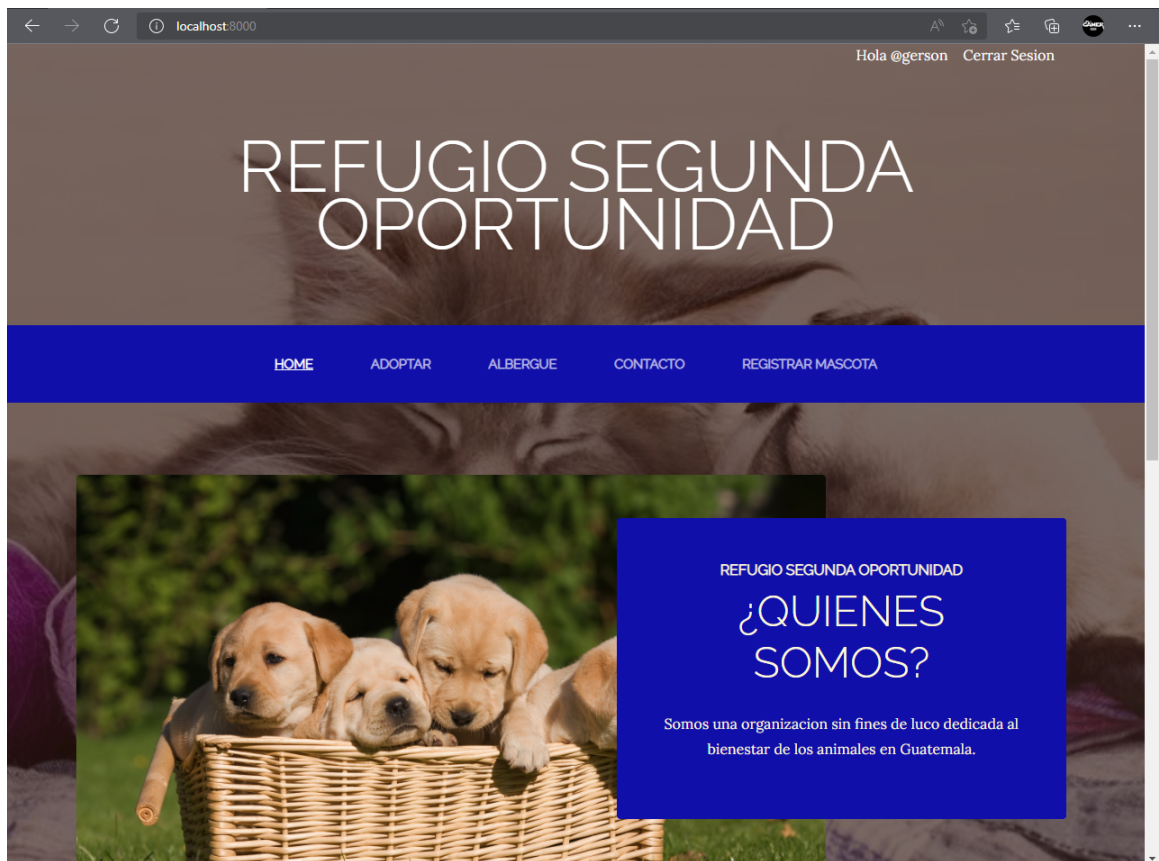 localhost:8000
Hola @gerson Cerrar Sesion
REFUGIO SEGUNDA
OPORTUNIDAD
HOME ADOPTAR ALBERGUE CONTACTO REGISTRAR MASCOTA
REFUGIO SEGUNDA OPORTUNIDAD
¿QUIENES
SOMOS?
Somos una organizacion sin fines de luco dedicada al
bienestar de los animales en Guatemala.